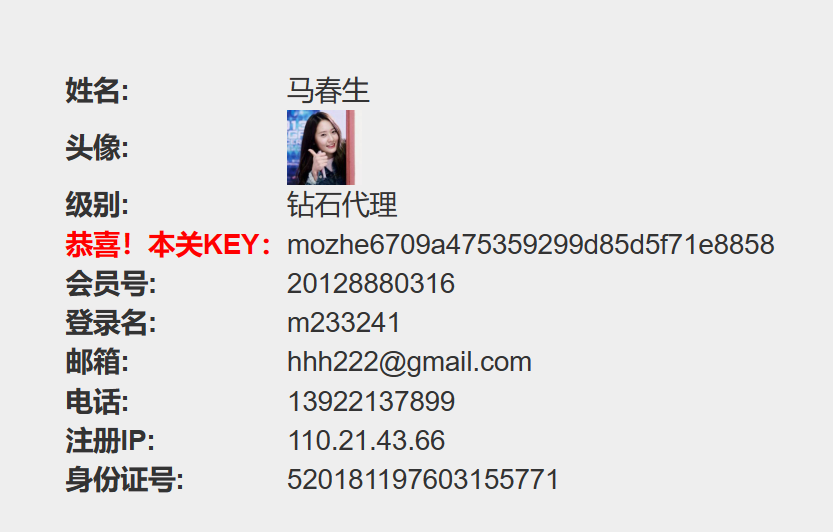 姓名: 马春生
头像:
级别: 钻石代理
恭喜！本关KEY： mozhe6709a475359299d85d5f71e8858
会员号: 20128880316
登录名: m233241
邮箱: hhh222@gmail.com
电话: 13922137899
注册IP: 110.21.43.66
身份证号: 520181197603155771